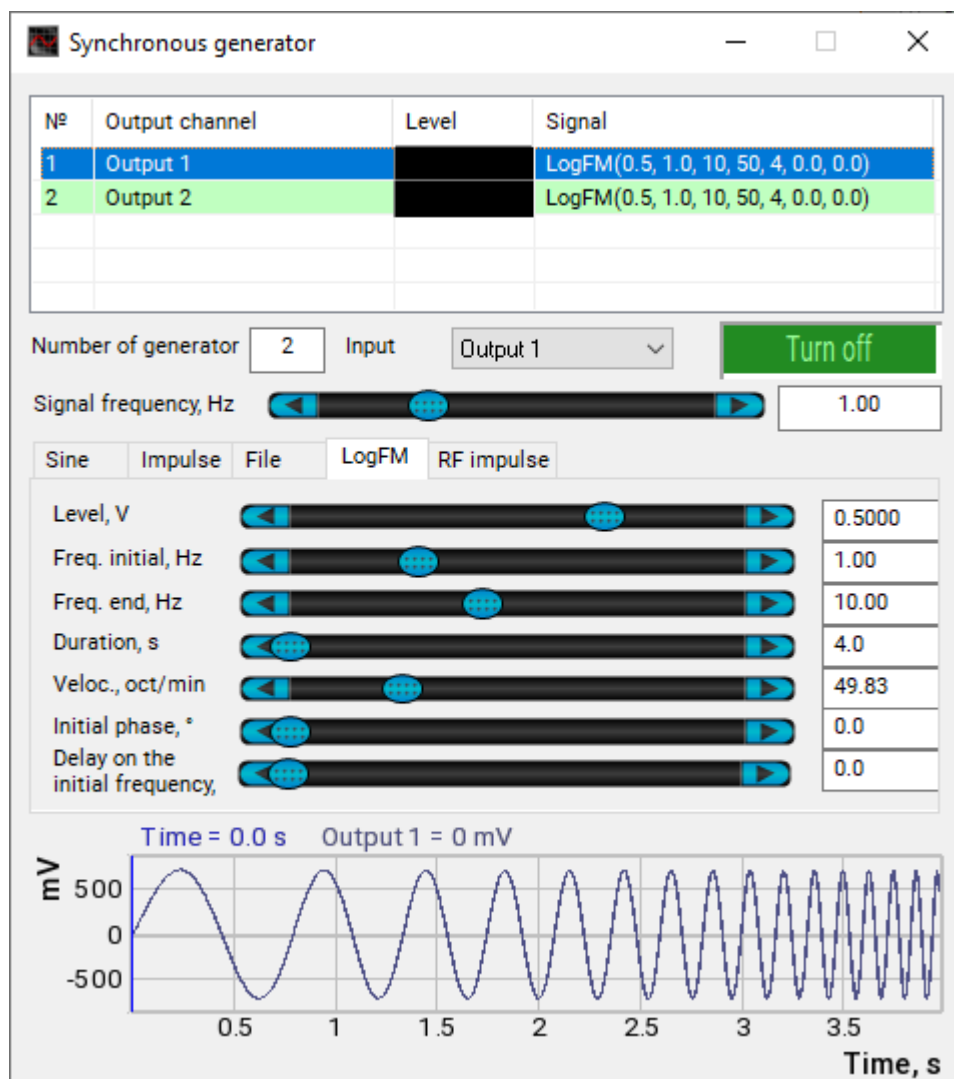 Synchronous generator
№ Output channel Level Signal
1 Output 1 LogFM(0.5, 1.0, 10, 50, 4, 0.0, 0.0)
2 Output 2 LogFM(0.5, 1.0, 10, 50, 4, 0.0, 0.0)
Number of generator 2 Input Output 1 Turn off
Signal frequency, Hz 1.00
Sine Impulse File LogFM RF impulse
Level, V 0.5000
Freq. initial, Hz 1.00
Freq. end, Hz 10.00
Duration, s 4.0
Veloc., oct/min 49.83
Initial phase, ° 0.0
Delay on the
initial frequency, 0.0
Time = 0.0 s Output 1 = 0 mV
mV
500
0
-500
0.5 1 1.5 2 2.5 3 3.5
Time, s